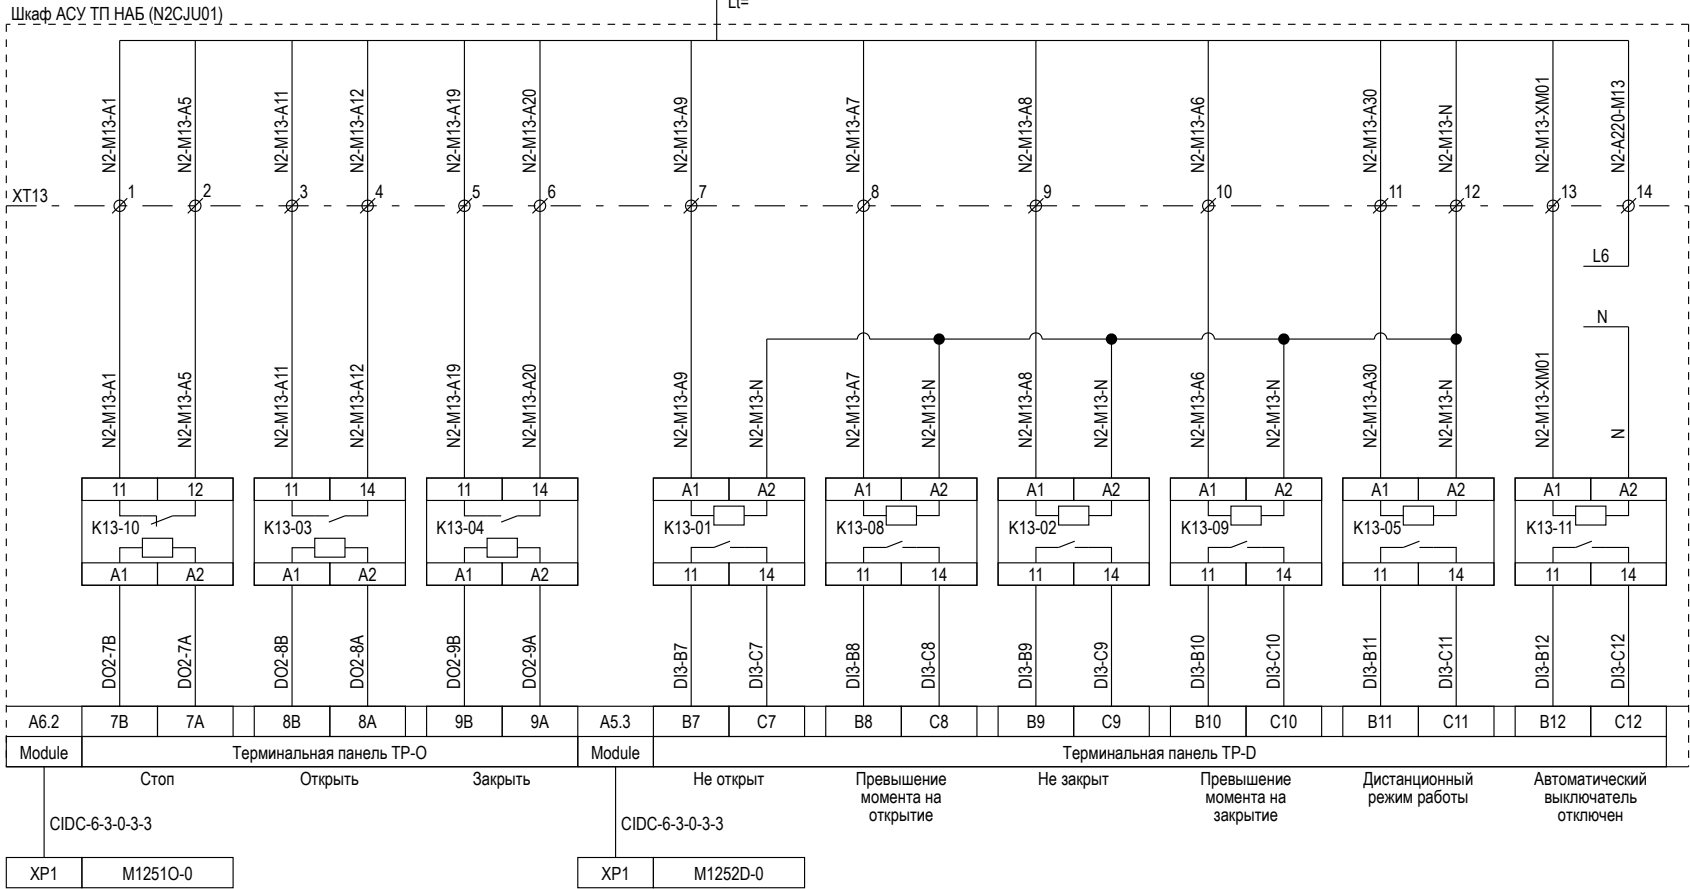 Lt=
Шкаф АСУ ТП НАБ (N2CJU01)
N2-M13-A1 N2-M13-A5 N2-M13-A11 N2-M13-A12 N2-M13-A19 N2-M13-A20 N2-M13-A9 N2-M13-A7 N2-M13-A8 N2-M13-A6 N2-M13-A30 N2-M13-N N2-M13-XM01 N2-A220-M13
XT13 1 2 3 4 5 6 7 8 9 10 11 12 13 14
L6
N
N2-M13-A1 N2-M13-A5 N2-M13-A11 N2-M13-A12 N2-M13-A19 N2-M13-A20 N2-M13-A9 N2-M13-N N2-M13-A7 N2-M13-N N2-M13-A8 N2-M13-N N2-M13-A6 N2-M13-N N2-M13-A30 N2-M13-N N2-M13-XM01 N
11 12 11 14 11 14 A1 A2 A1 A2 A1 A2 A1 A2 A1 A2 A1 A2
K13-10 K13-03 K13-04 K13-01 K13-08 K13-02 K13-09 K13-05 K13-11
A1 A2 A1 A2 A1 A2 11 14 11 14 11 14 11 14 11 14 11 14
DO2-7B DO2-7A DO2-8B DO2-8A DO2-9B DO2-9A DI3-B7 DI3-C7 DI3-B8 DI3-C8 DI3-B9 DI3-C9 DI3-B10 DI3-C10 DI3-B11 DI3-C11 DI3-B12 DI3-C12
A6.2 7B 7A 8B 8A 9B 9A A5.3 B7 C7 B8 C8 B9 C9 B10 C10 B11 C11 B12 C12
Module Терминальная панель TP-O Module Терминальная панель TP-D
Стоп Открыть Закрыть Не открыт Превышение Не закрыт Превышение Дистанционный Автоматический
момента на момента на режим работы выключатель
открытие закрытие отключен
CIDC-6-3-0-3-3 CIDC-6-3-0-3-3
XP1 M1251O-0 XP1 M1252D-0